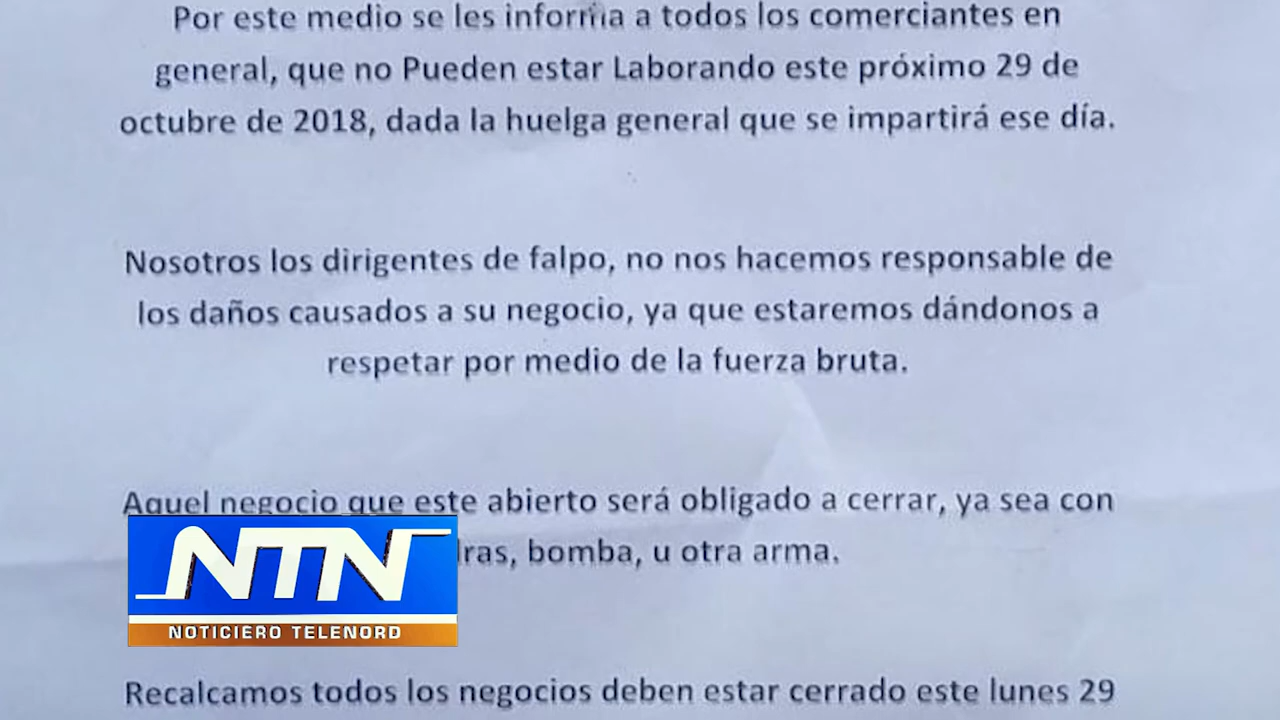 Por este medio se les informa a todos los comerciantes en
general, que no Pueden estar Laborando este próximo 29 de
octubre de 2018, dada la huelga general que se impartirá ese día.
Nosotros los dirigentes de falpo, no nos hacemos responsable de
los daños causados a su negocio, ya que estaremos dándonos a
respetar por medio de la fuerza bruta.
Aquel negocio que este abierto será obligado a cerrar, ya sea con
bomba, u otra arma.
NTN
NOTICIERO TELENORD
Recalcamos todos los negocios deben estar cerrado este lunes 29